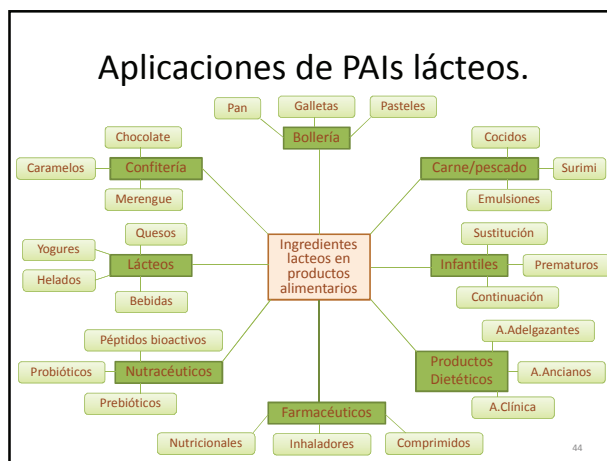 Aplicaciones de PAIs lácteos.
Pan
Galletas
Pasteles
Bollería
Chocolate
Caramelos
Confitería
Merengue
Cocidos
Carne/pescado
Surimi
Emulsiones
Quesos
Yogures
Lácteos
Helados
Bebidas
Ingredientes
lacteos en
productos
alimentarios
Sustitución
Infantiles
Prematuros
Continuación
Péptidos bioactivos
Probióticos
Nutracéuticos
Prebióticos
A.Adelgazantes
Productos
Dietéticos
A.Ancianos
A.Clínica
Farmacéuticos
Nutricionales
Inhaladores
Comprimidos
44